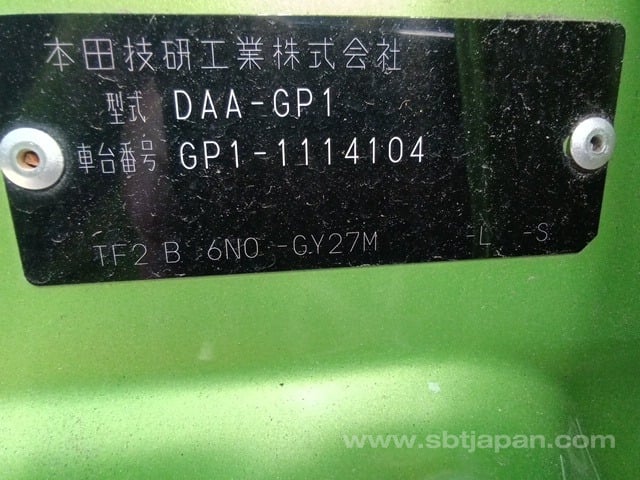 本田技研工業株式会社
型式 DAA-GP1
車台番号 GP1-1114104
TF2 B 6N0 -GY27M -L -S
www.sbtjapan.com